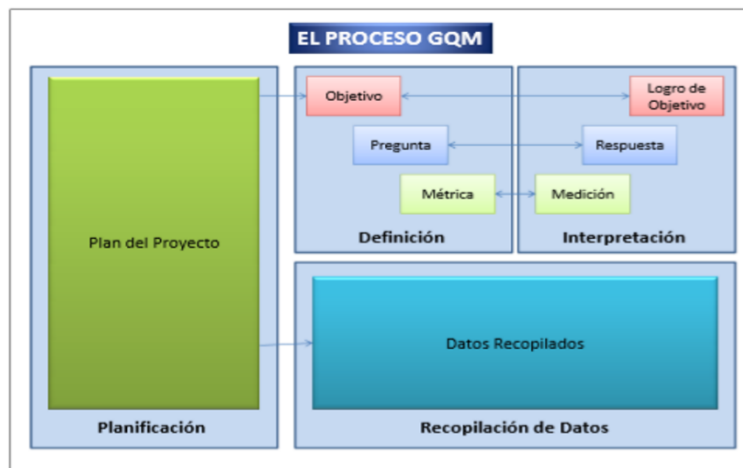 EL PROCESO GQM
Plan del Proyecto
Planificación
Objetivo
Logro de
Objetivo
Pregunta
Respuesta
Métrica
Medición
Definición
Interpretación
Datos Recopilados
Recopilación de Datos